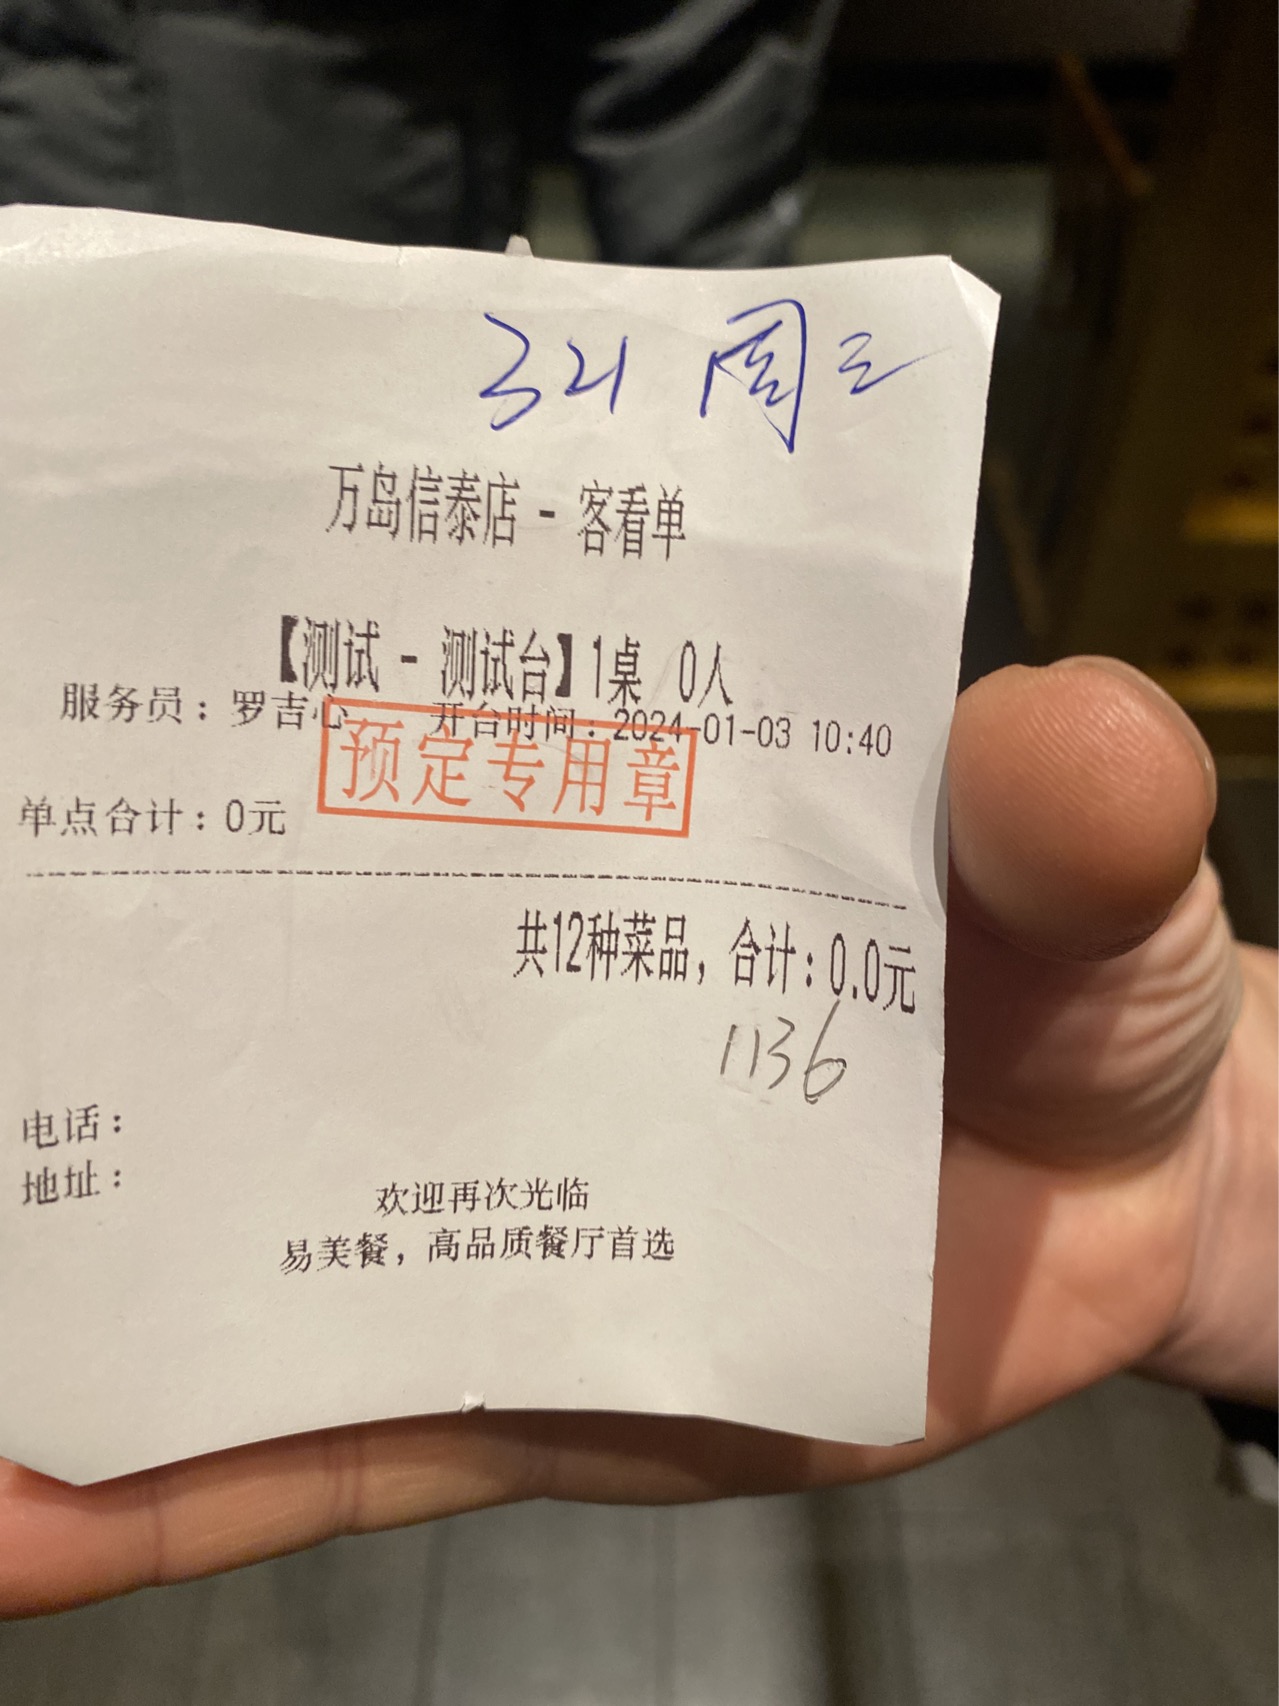 321 周三
万岛信泰店 - 客看单
【测试 - 测试台】1桌 0人
服务员：罗吉心 开台时间：2024-01-03 10:40
预定专用章
单点合计：0元
共12种菜品，合计：0.0元
1136
电话：
地址：
欢迎再次光临
易美餐，高品质餐厅首选